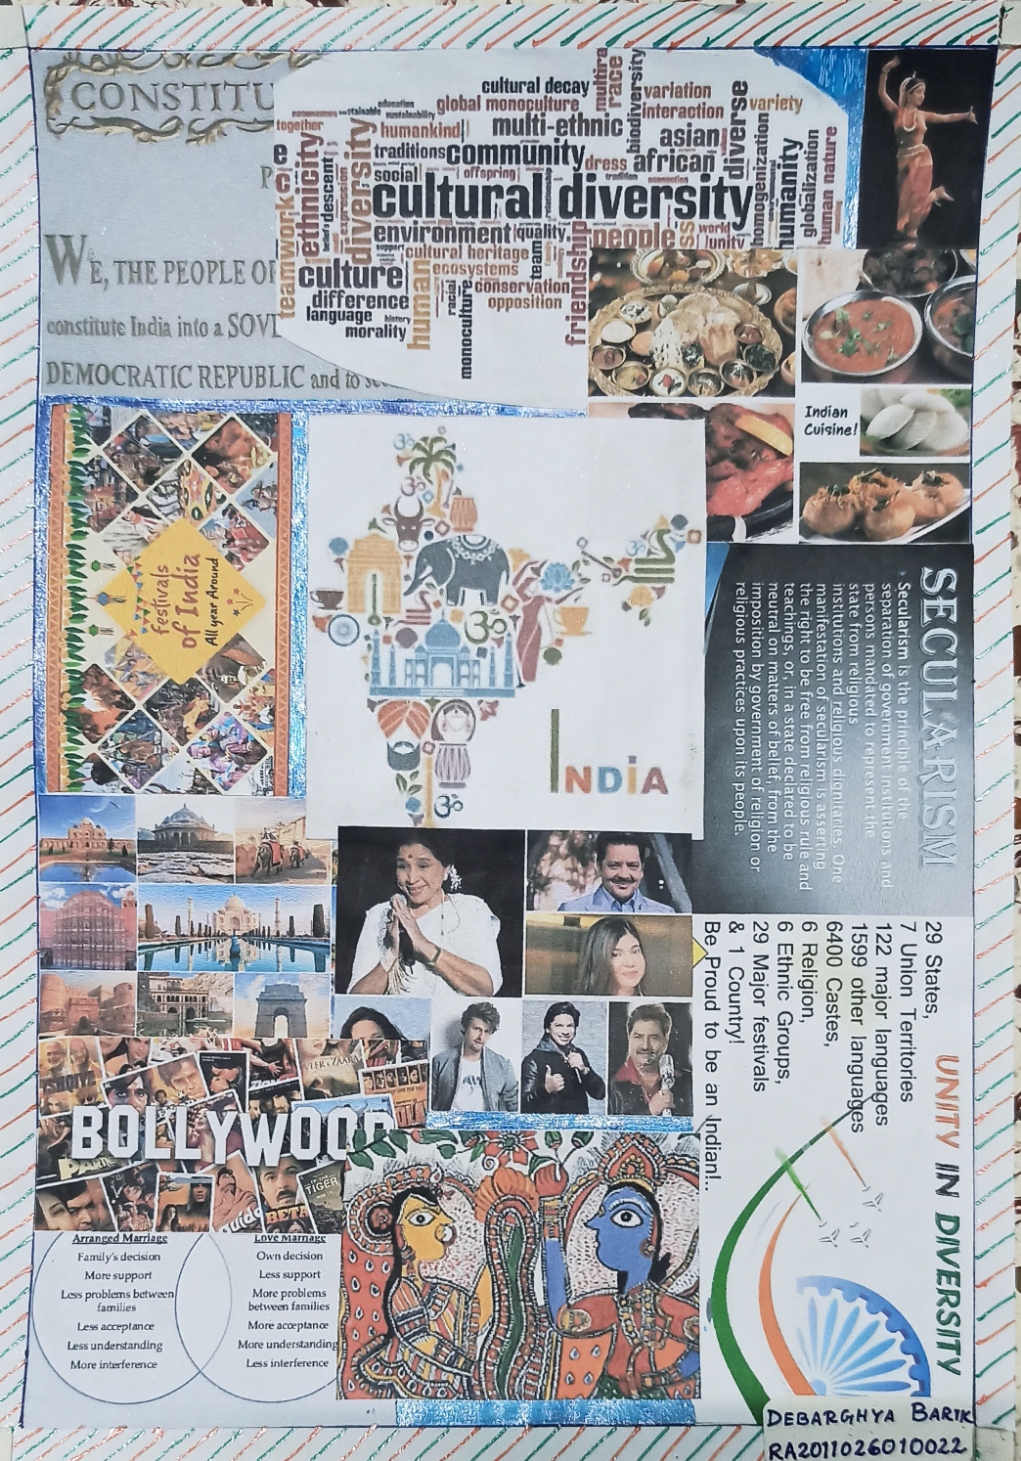 CONSTITU
WE, THE PEOPLE OF
constitute India into a SOVE
DEMOCRATIC REPUBLIC and to
cultural decay
multira
race
biodiversity
variation
global monoculture
interaction
variety
together
humankind
multi-ethnic
asian
diverse
traditions
community
dress
african
social
offspring
cultural diversity
ethnicity
descent
expression
diversity
homogenization
humanity
globalization
human nature
environment
quality
people
world
unity
teamwork
support
cultural heritage
team
culture
human
ecosystems
racial
conservation
friendship
difference
opposition
language
history
monoculture
morality
Indian
Cuisine!
Festivals
of India
All year Around
INDiA
SECULARISM
Secularism is the principle of the
separation of government institutions and
persons mandated to represent the
state from religious
institutions and religious dignitaries. One
manifestation of secularism is asserting
the right to be free from religious rule and
teachings, or, in a state declared to be
neutral on matters of belief, from the
imposition by government of religion or
religious practices upon its people.
UNITY IN DIVERSITY
29 States,
7 Union Territories
122 major languages
1599 other languages
6400 Castes,
6 Religion,
6 Ethnic Groups,
29 Major festivals
& 1 Country!
Be Proud to be an Indian!..
VEER-ZAARA
BOLLYWOOD
TIGER
BETA
Arranged Marriage
Family's decision
More support
Less problems between
families
Less acceptance
Less understanding
More interference
Love Marriage
Own decision
Less support
More problems
between families
More acceptance
More understanding
Less interference
DEBARGHYA BARIK
RA2011026010022